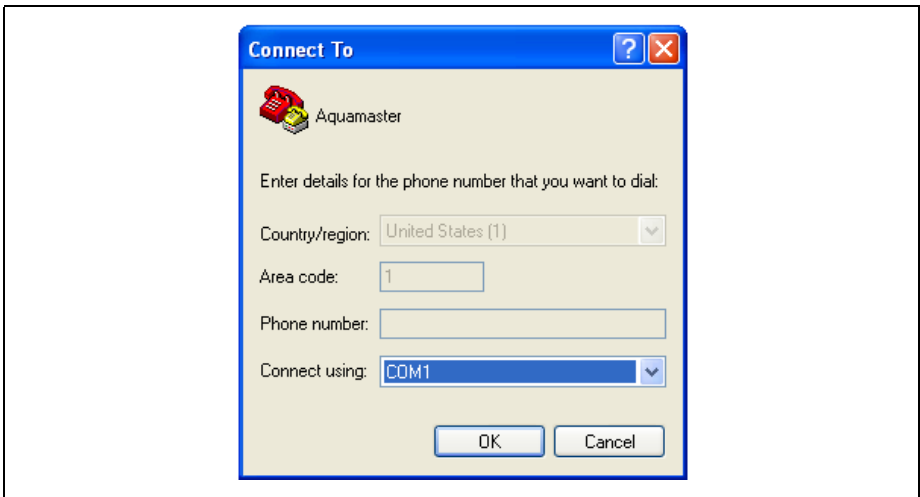 Connect To
Aquamaster
Enter details for the phone number that you want to dial:
Country/region: United States (1)
Area code: 1
Phone number:
Connect using: COM1
OK Cancel